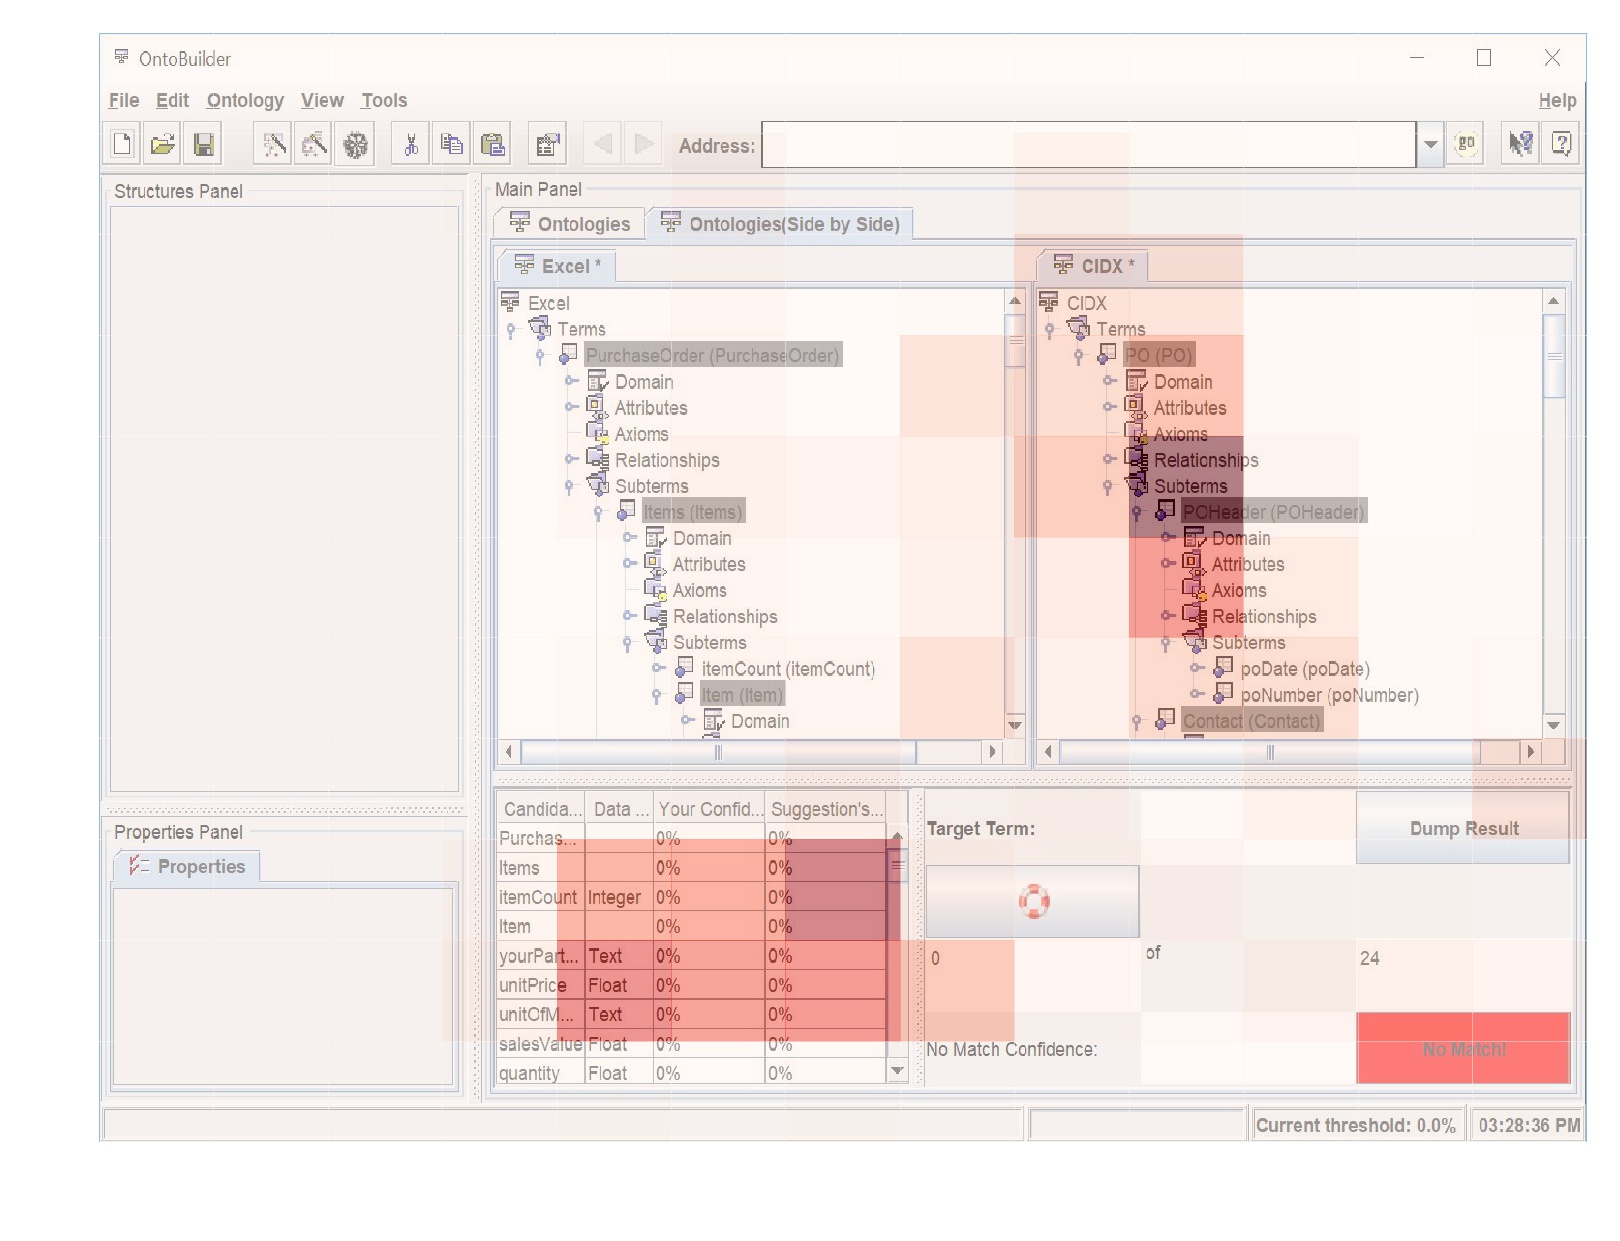 OntoBuilder
File Edit Ontology View Tools Help
Address: go
Structures Panel
Main Panel
Ontologies Ontologies(Side by Side)
Excel *
Excel
Terms
PurchaseOrder (PurchaseOrder)
Domain
Attributes
Axioms
Relationships
Subterms
Items (Items)
Domain
Attributes
Axioms
Relationships
Subterms
itemCount (itemCount)
Item (Item)
Domain
CIDX *
CIDX
Terms
PO (PO)
Domain
Attributes
Axioms
Relationships
Subterms
POHeader (POHeader)
Domain
Attributes
Axioms
Relationships
Subterms
poDate (poDate)
poNumber (poNumber)
Contact (Contact)
Properties Panel
Properties
Candida... Data ... Your Confid... Suggestion's...
Purchas... 0% 0%
Items 0% 0%
itemCount Integer 0% 0%
Item 0% 0%
yourPart... Text 0% 0%
unitPrice Float 0% 0%
unitOfM... Text 0% 0%
salesValue Float 0% 0%
quantity Float 0% 0%
Target Term: Dump Result
0 of 24
No Match Confidence: No Match!
Current threshold: 0.0% 03:28:36 PM